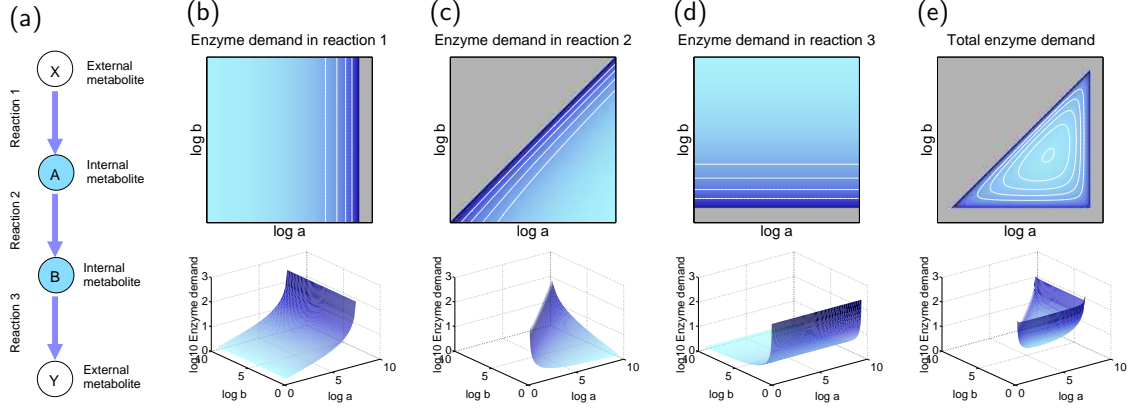 (a)
X
External
metabolite
Reaction 1
A
Internal
metabolite
Reaction 2
B
Internal
metabolite
Reaction 3
Y
External
metabolite
(b)
Enzyme demand in reaction 1
log b
log a
log10 Enzyme demand
3
2
1
0
10
5
0
log b
0
5
10
log a
(c)
Enzyme demand in reaction 2
log b
log a
log10 Enzyme demand
3
2
1
0
10
5
0
log b
0
5
10
log a
(d)
Enzyme demand in reaction 3
log b
log a
log10 Enzyme demand
3
2
1
0
10
5
0
log b
0
5
10
log a
(e)
Total enzyme demand
log b
log a
log10 Enzyme demand
3
2
1
0
10
5
0
log b
0
5
10
log a